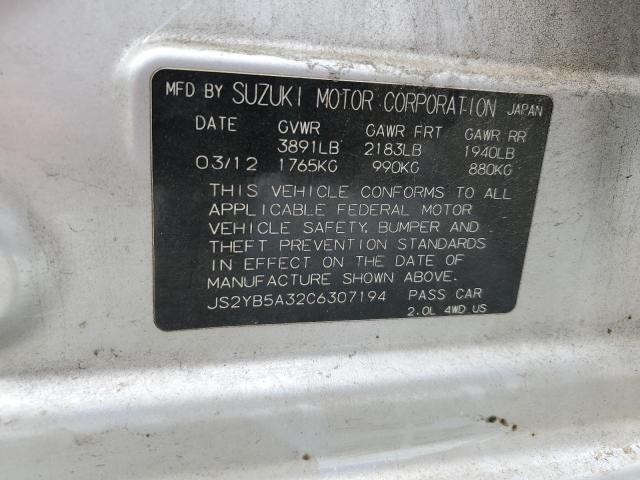 MFD BY SUZUKI MOTOR CORPORATION JAPAN
DATE GVWR GAWR FRT GAWR RR
3891LB 2183LB 1940LB
03/12 1765KG 990KG 880KG
THIS VEHICLE CONFORMS TO ALL
APPLICABLE FEDERAL MOTOR
VEHICLE SAFETY, BUMPER AND
THEFT PREVENTION STANDARDS
IN EFFECT ON THE DATE OF
MANUFACTURE SHOWN ABOVE.
JS2YB5A32C6307194 PASS CAR
2.0L 4WD US